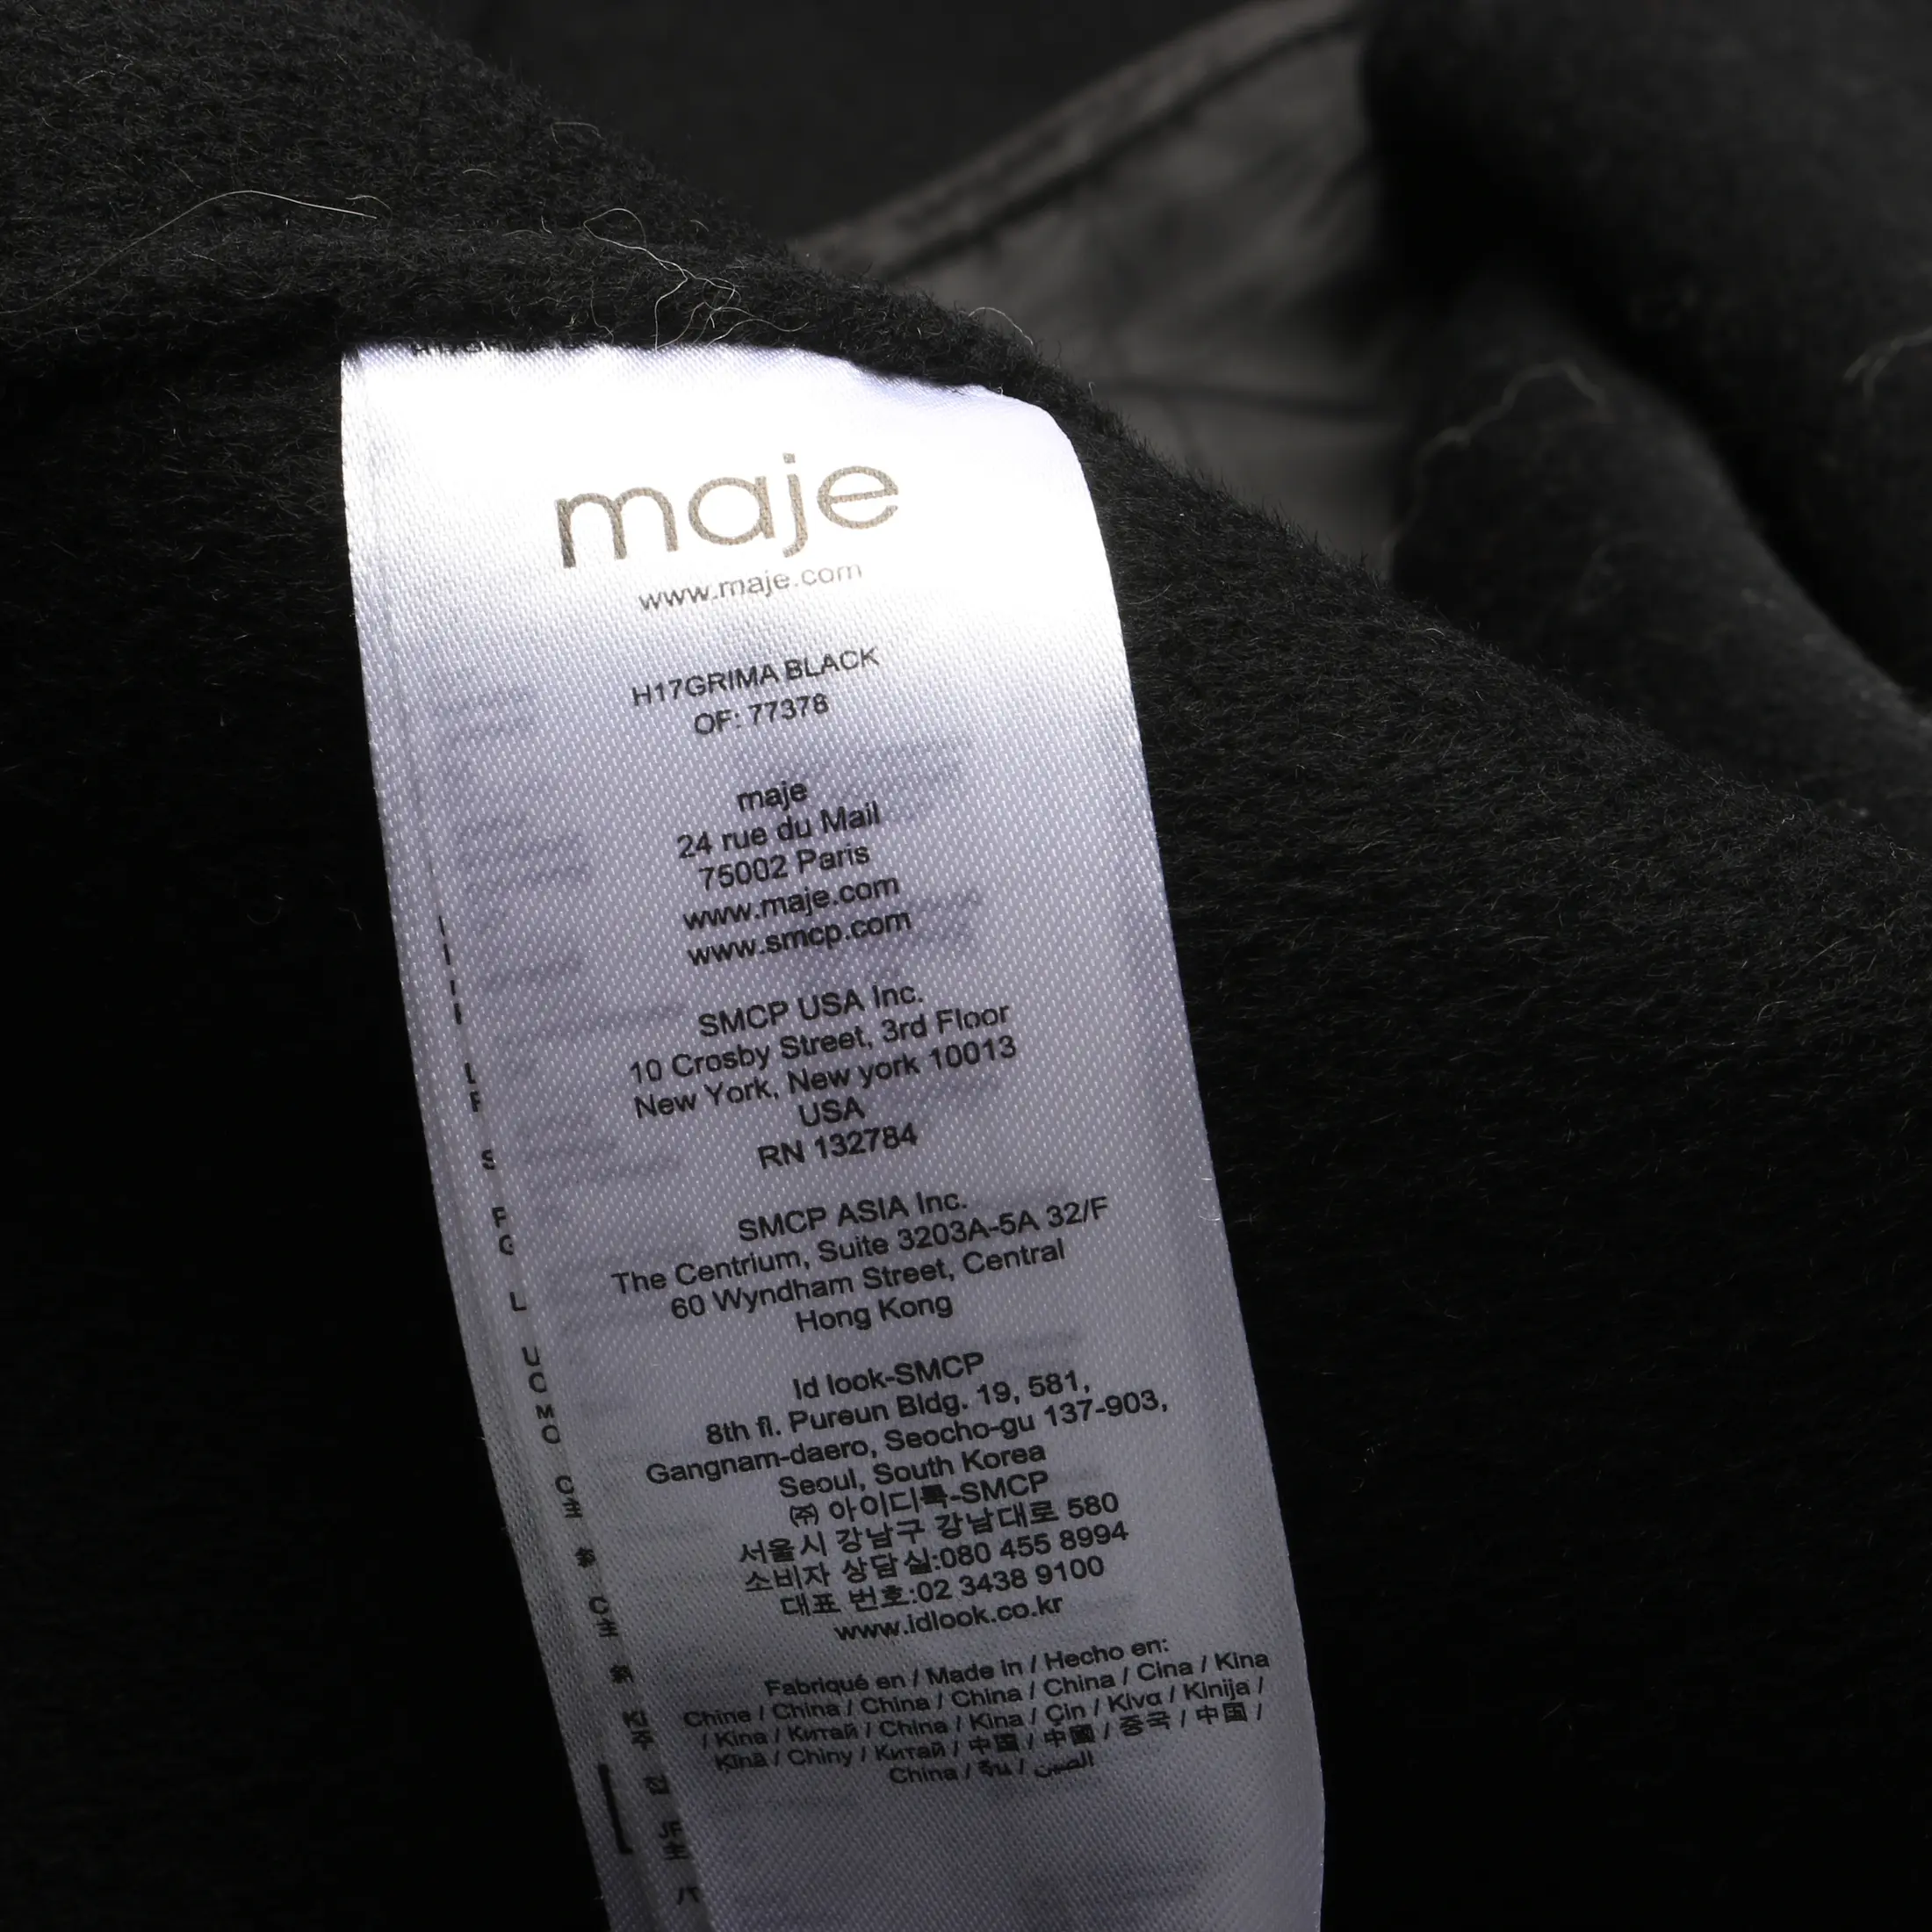 maje
www.maje.com
H17GRIMA BLACK
OF: 77378
maje
24 rue du Mail
75002 Paris
www.maje.com
www.smcp.com
SMCP USA Inc.
10 Crosby Street, 3rd Floor
New York, New york 10013
USA
RN 132784
SMCP ASIA Inc.
The Centrium, Suite 3203A-5A 32/F
60 Wyndham Street, Central
Hong Kong
Id look-SMCP
8th fl. Pureun Bldg. 19, 581,
Gangnam-daero, Seocho-gu 137-903,
Seoul, South Korea
㈜ 아이디룩-SMCP
서울시 강남구 강남대로 580
소비자 상담실:080 455 8994
대표 번호:02 3438 9100
www.idlook.co.kr
Fabriqué en / Made in / Hecho en:
Chine / China / China / China / China / Cina / Kina
/ Kina / Китай / China / Kina / Çin / Κίνα / Kinija /
Ķīnā / Chiny / Китай / 中国 / 中國 / 중국 / 中国 /
China / จีน / الصين